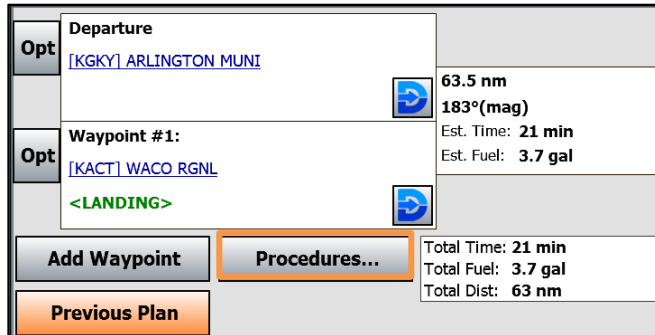 Opt
Departure
[KGKY] ARLINGTON MUNI
63.5 nm
183°(mag)
Est. Time: 21 min
Est. Fuel: 3.7 gal
Opt
Waypoint #1:
[KACT] WACO RGNL
<LANDING>
Add Waypoint
Procedures...
Total Time: 21 min
Total Fuel: 3.7 gal
Total Dist: 63 nm
Previous Plan